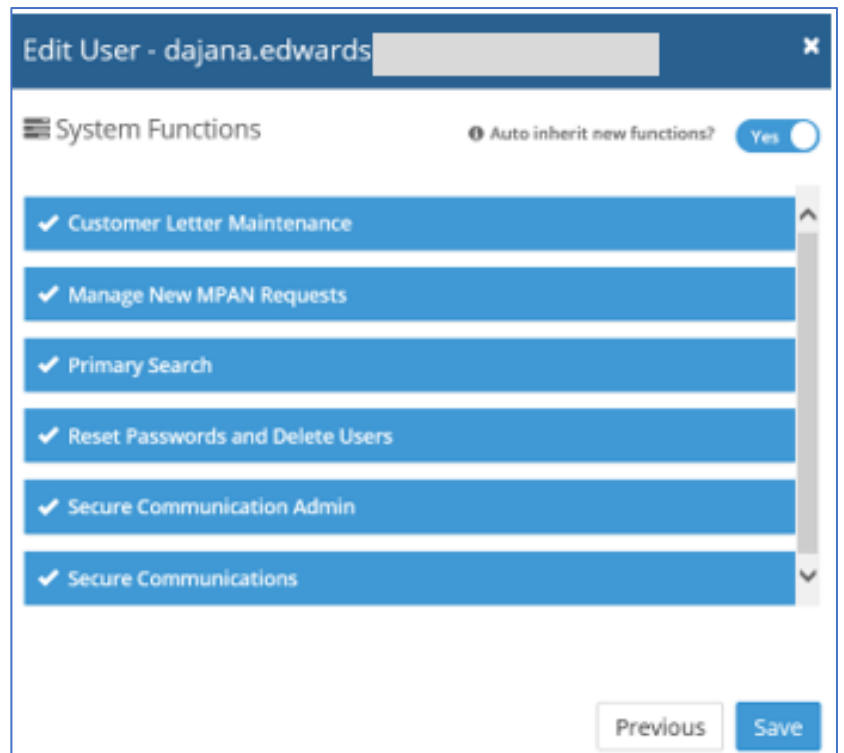 Edit User - dajana.edwards
System Functions
Auto inherit new functions? Yes
Customer Letter Maintenance
Manage New MPAN Requests
Primary Search
Reset Passwords and Delete Users
Secure Communication Admin
Secure Communications
Previous Save